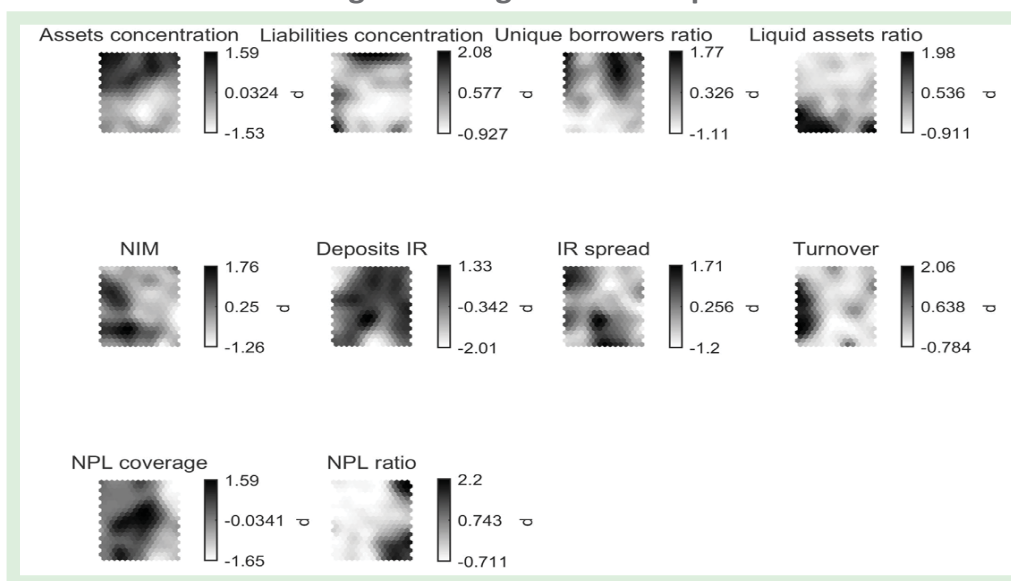 Assets concentration Liabilities concentration Unique borrowers ratio Liquid assets ratio
1.59 2.08 1.77 1.98
0.0324 d 0.577 d 0.326 d 0.536 d
-1.53 -0.927 -1.11 -0.911
NIM Deposits IR IR spread Turnover
1.76 1.33 1.71 2.06
0.25 d -0.342 d 0.256 d 0.638 d
-1.26 -2.01 -1.2 -0.784
NPL coverage NPL ratio
1.59 2.2
-0.0341 d 0.743 d
-1.65 -0.711